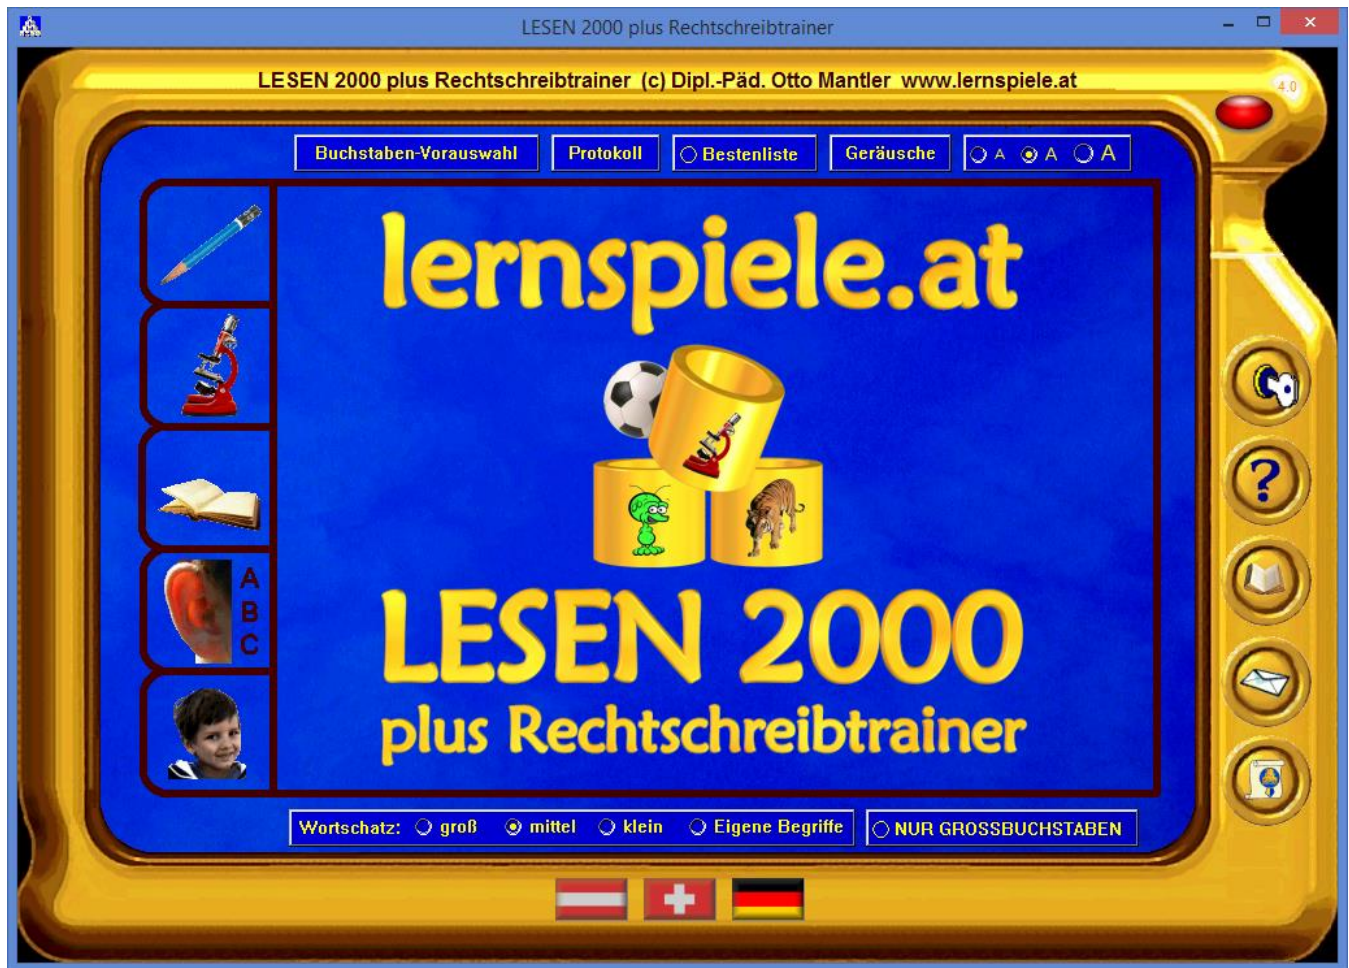 LESEN 2000 plus Rechtschreibtrainer
LESEN 2000 plus Rechtschreibtrainer (c) Dipl.-Päd. Otto Mantler www.lernspiele.at
4.0
Buchstaben-Vorauswahl Protokoll Bestenliste Geräusche A A A
lernspiele.at
A
B
C
?
LESEN 2000
plus Rechtschreibtrainer
Wortschatz: groß mittel klein Eigene Begriffe NUR GROSSBUCHSTABEN